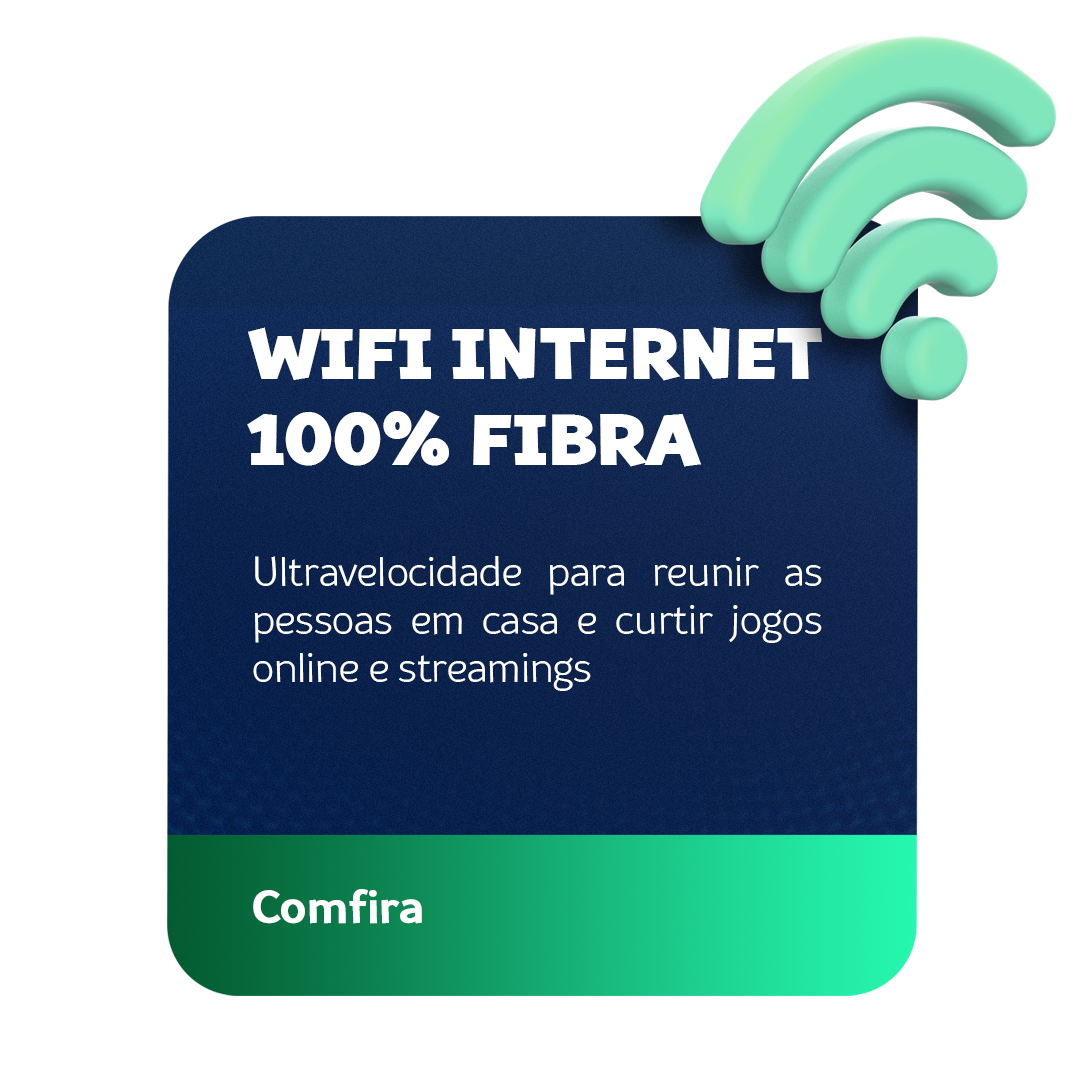 WIFI INTERNET
100% FIBRA
Ultravelocidade para reunir as
pessoas em casa e curtir jogos
online e streamings
Comfira